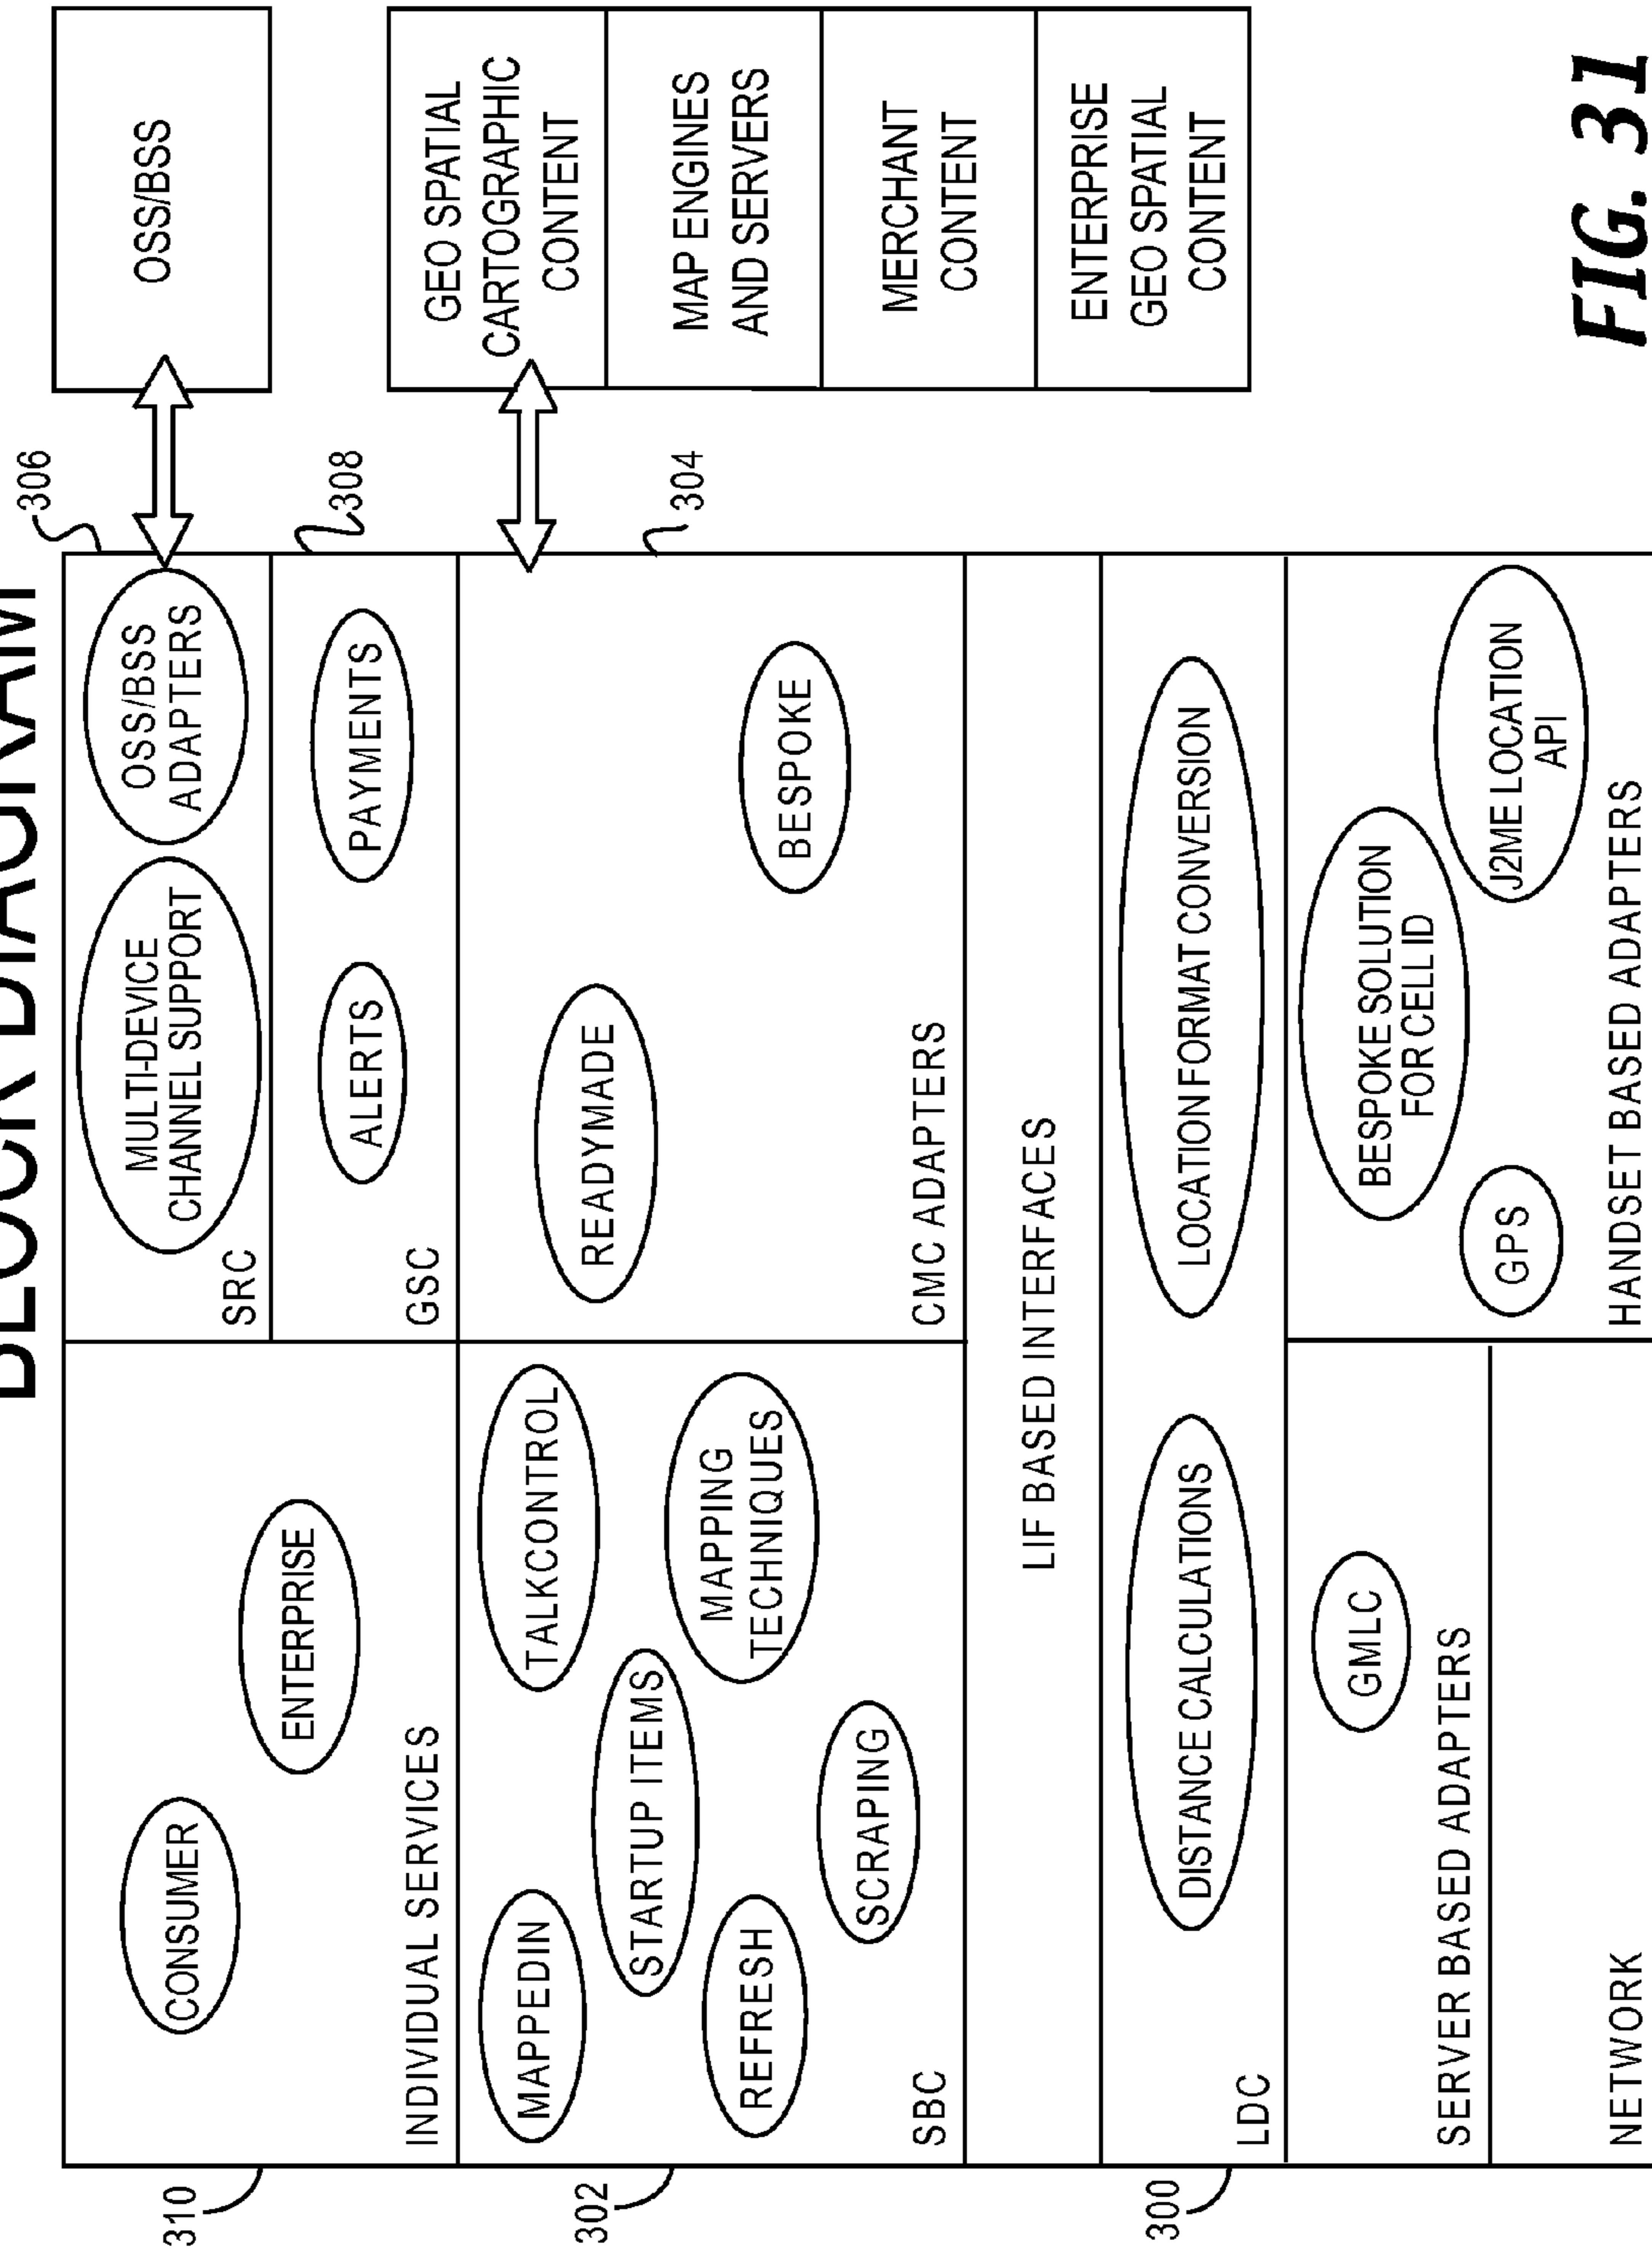 BLOCK DIAGRAM
306
OSS/BSS
MULTI-DEVICE
CHANNEL SUPPORT
OSS/BSS
ADAPTERS
SRC
308
ALERTS
PAYMENTS
GSC
310
CONSUMER
ENTERPRISE
INDIVIDUAL SERVICES
302
MAPPEDIN
TALKCONTROL
STARTUP ITEMS
MAPPING
TECHNIQUES
REFRESH
SCRAPING
SBC
304
READYMADE
BESPOKE
CMC ADAPTERS
GEO SPATIAL
CARTOGRAPHIC
CONTENT
MAP ENGINES
AND SERVERS
MERCHANT
CONTENT
ENTERPRISE
GEO SPATIAL
CONTENT
LIF BASED INTERFACES
300
DISTANCE CALCULATIONS
LOCATION FORMAT CONVERSION
LDC
GMLC
SERVER BASED ADAPTERS
NETWORK
GPS
BESPOKE SOLUTION
FOR CELL ID
J2ME LOCATION
API
HANDSET BASED ADAPTERS
FIG. 31